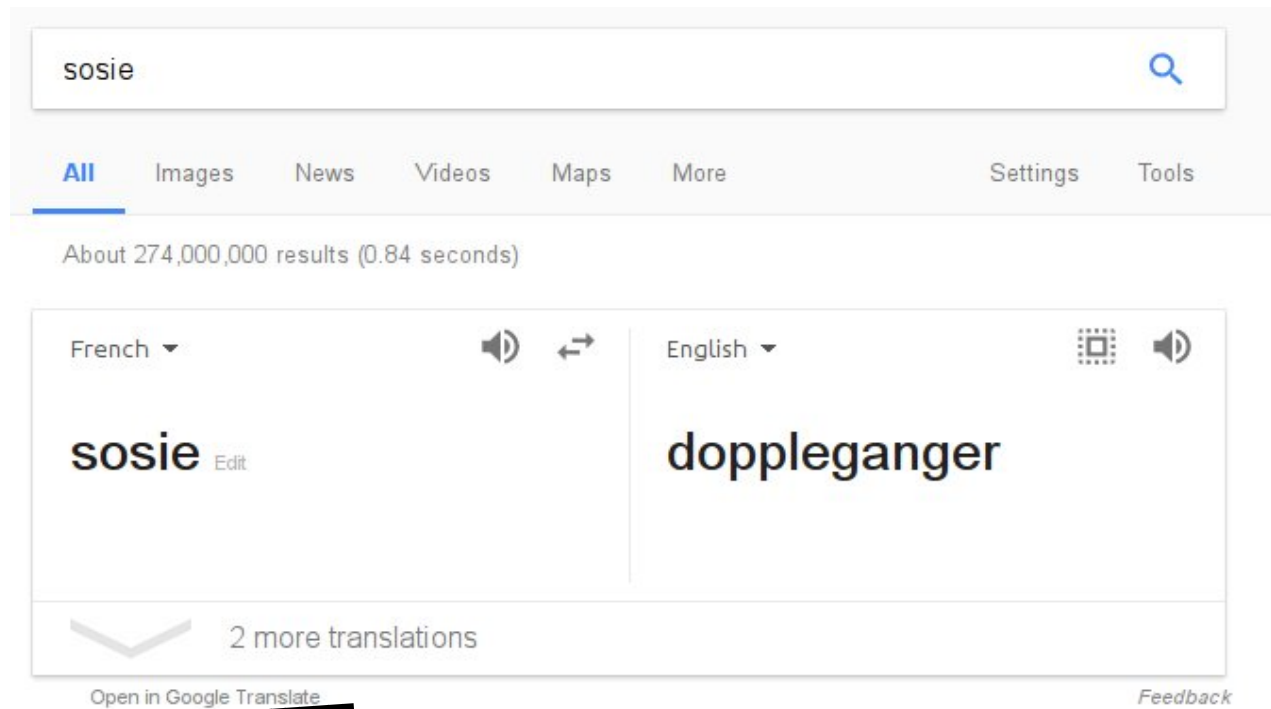 sosie
All Images News Videos Maps More Settings Tools
About 274,000,000 results (0.84 seconds)
French English
sosie Edit doppleganger
2 more translations
Open in Google Translate Feedback